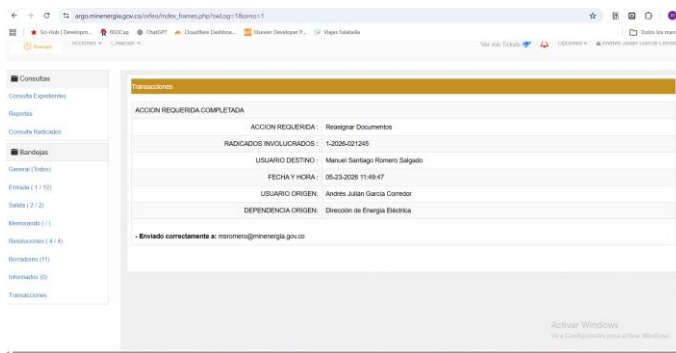 argo.minenergia.gov.co/orfeo/index_frames.php?swLog=1&orno=1
Sci-Hub | Developm... REDCap ChatGPT Cloudflare Dashboa... Elsevier Developer P... Viajes Falabella Todos los mar
Energía Acciones Creación Ver mis Tickets Opciones Andrés Julián García Corred
Consultas
Consulta Expedientes
Reportes
Consulta Radicados
Bandejas
General (Todos)
Entrada ( 1 / 12)
Salida ( 2 / 2)
Memorando ( / )
Resoluciones ( 4 / 4)
Borradores (11)
Informados (0)
Transacciones
Transacciones
ACCION REQUERIDA COMPLETADA
ACCION REQUERIDA : Reasignar Documentos
RADICADOS INVOLUCRADOS : 1-2026-021245
USUARIO DESTINO : Manuel Santiago Romero Salgado
FECHA Y HORA : 05-23-2026 11:49:47
USUARIO ORIGEN: Andrés Julián García Corredor
DEPENDENCIA ORIGEN: Dirección de Energía Eléctrica
- Enviado correctamente a: msromero@minenergia.gov.co
Activar Windows
Ve a Configuración para activar Windows.